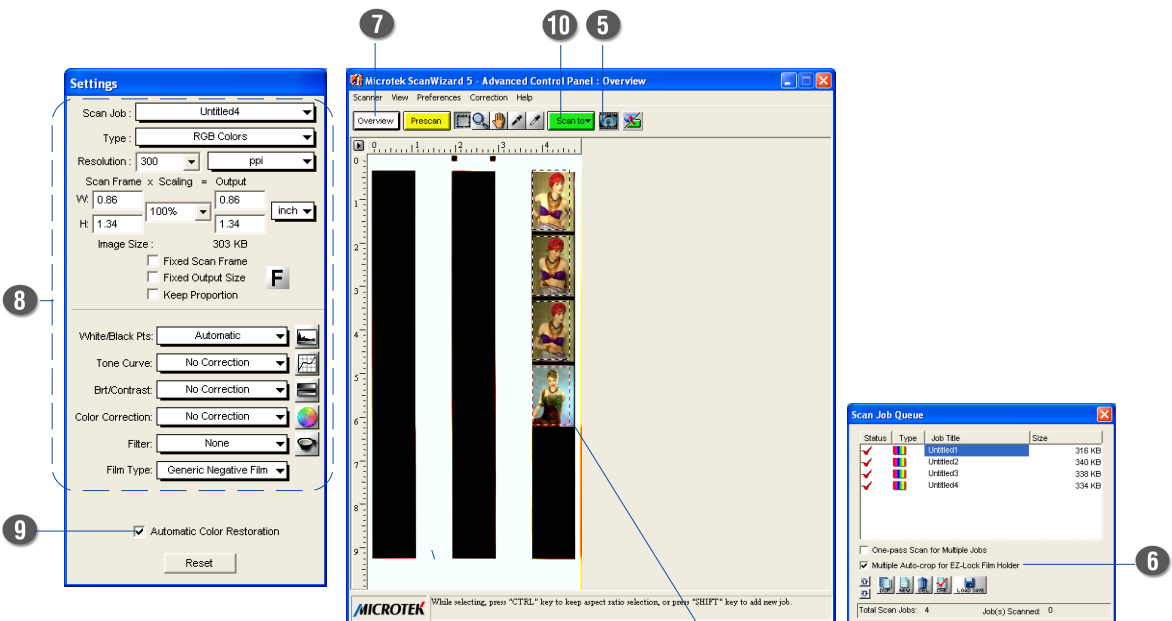 7
10
5
8
9
6
Settings
Scan Job : Untitled4
Type : RGB Colors
Resolution : 300 ppi
Scan Frame x Scaling = Output
W: 0.86 100% 0.86 inch
H: 1.34 1.34
Image Size : 303 KB
Fixed Scan Frame
Fixed Output Size
F
Keep Proportion
White/Black Pts: Automatic
Tone Curve: No Correction
Brt/Contrast: No Correction
Color Correction: No Correction
Filter: None
Film Type: Generic Negative Film
Automatic Color Restoration
Reset
Microtek ScanWizard 5 - Advanced Control Panel : Overview
Scanner View Preferences Correction Help
Overview Prescan Scan to
0 1 2 3 4
0
1
2
3
4
5
6
7
8
9
MICROTEK While selecting, press "CTRL" key to keep aspect ratio selection, or press "SHIFT" key to add new job.
Scan Job Queue
Status Type Job Title Size
Untitled1 316 KB
Untitled2 340 KB
Untitled3 338 KB
Untitled4 334 KB
One-pass Scan for Multiple Jobs
Multiple Auto-crop for EZ-Lock Film Holder
NEW DEL LOAD SAVE
Total Scan Jobs: 4 Job(s) Scanned: 0